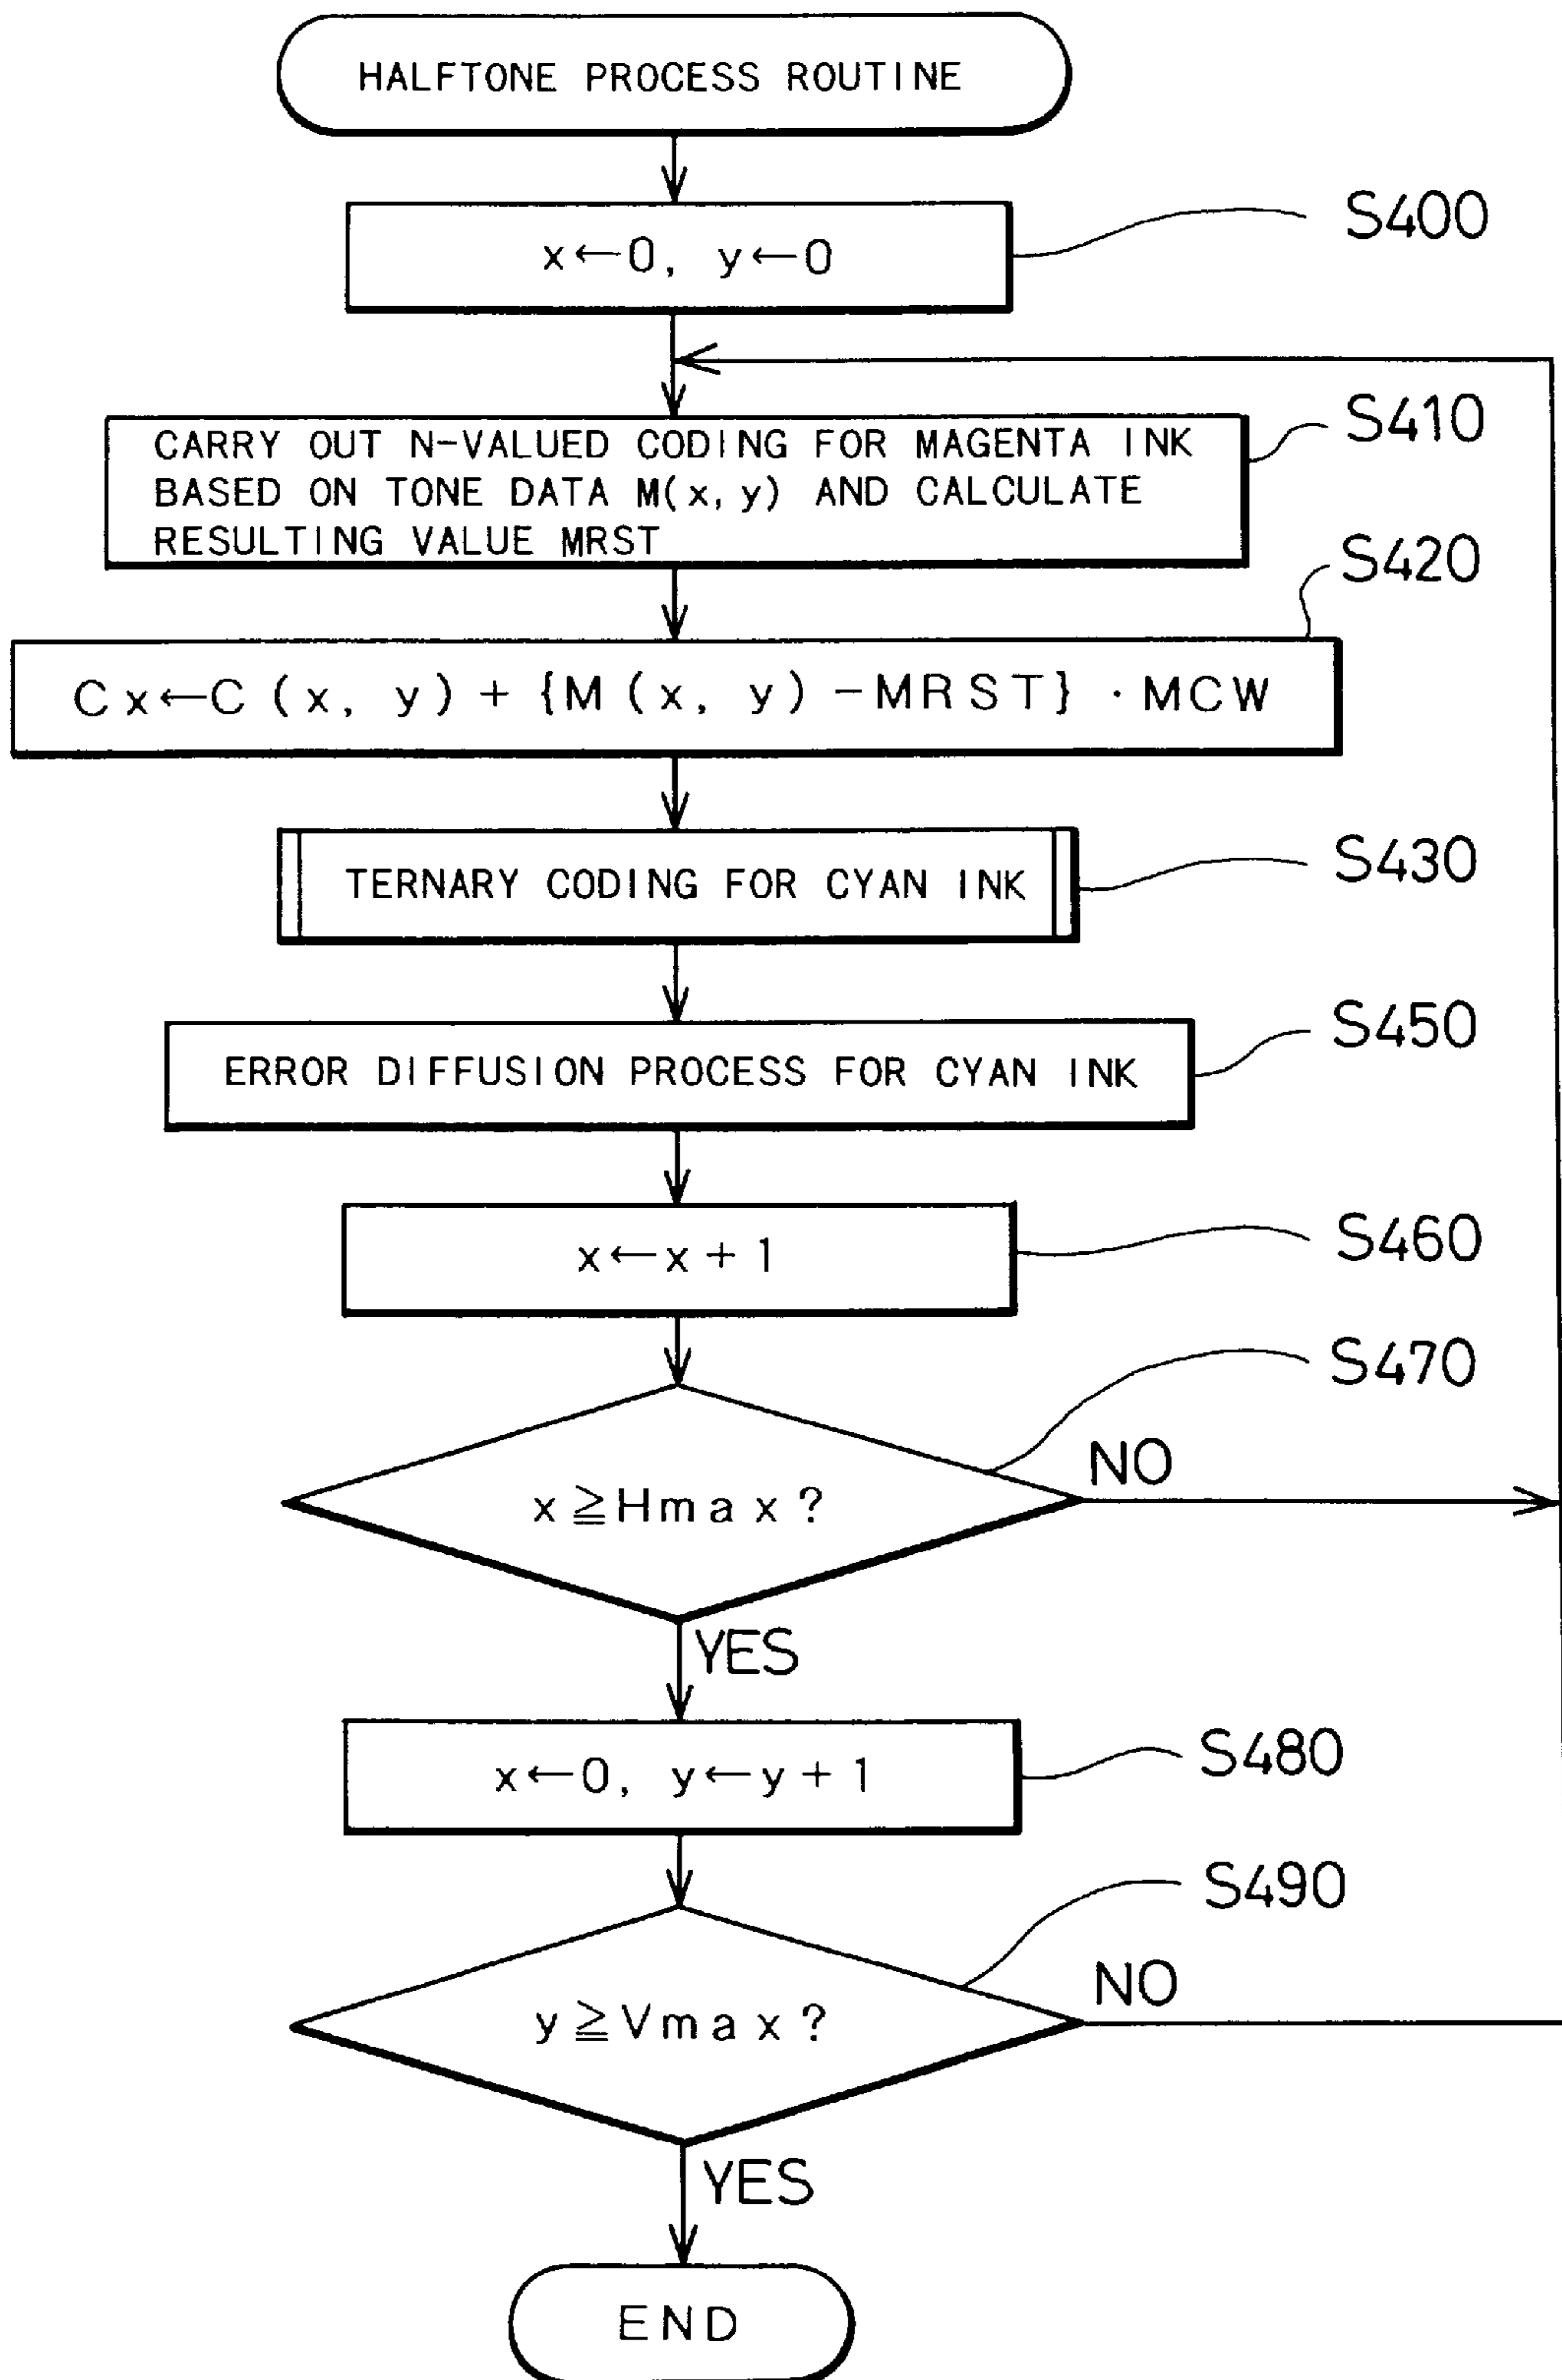 HALFTONE PROCESS ROUTINE
S400
x←0, y←0
S410
CARRY OUT N-VALUED CODING FOR MAGENTA INK
BASED ON TONE DATA M(x, y) AND CALCULATE
RESULTING VALUE MRST
S420
Cx←C (x, y) + {M (x, y) −MRST} · MCW
S430
TERNARY CODING FOR CYAN INK
S450
ERROR DIFFUSION PROCESS FOR CYAN INK
S460
x←x+1
S470
NO
x≧Hmax?
YES
S480
x←0, y←y+1
S490
NO
y≧Vmax?
YES
END